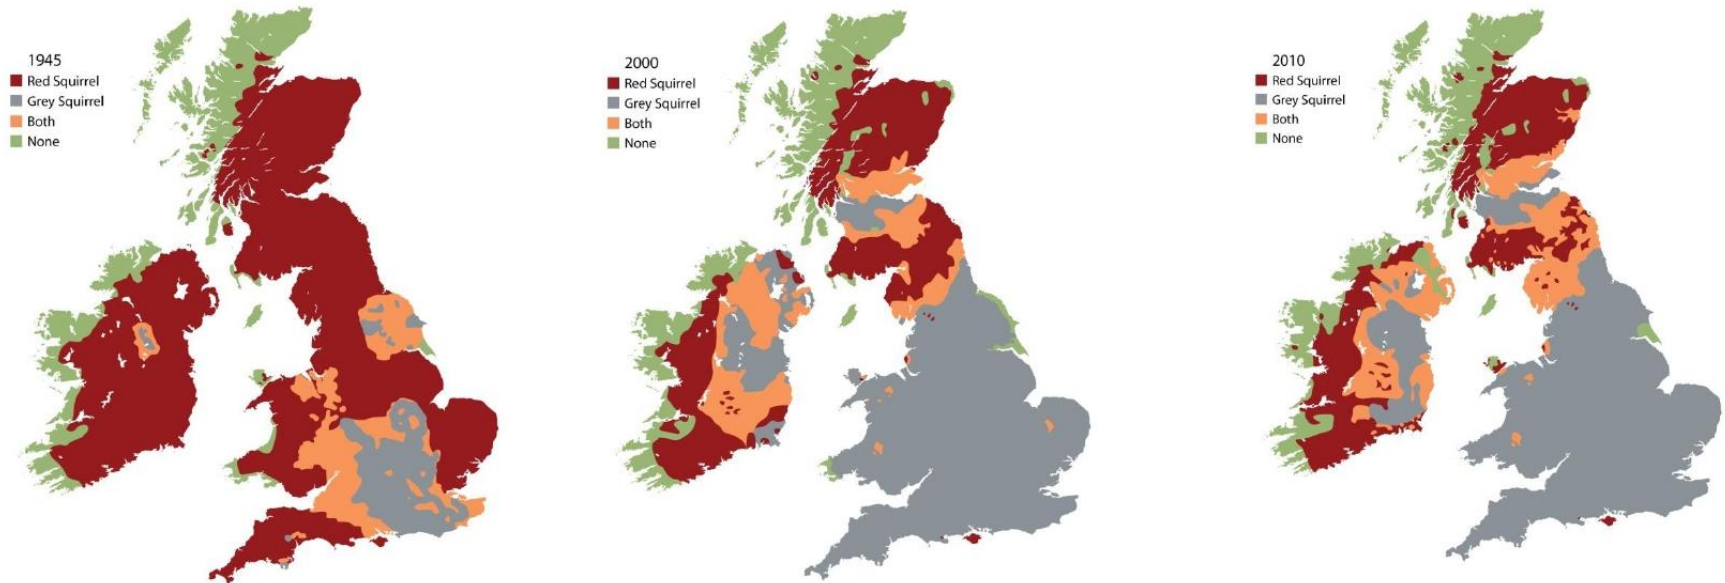 1945
Red Squirrel
Grey Squirrel
Both
None
2000
Red Squirrel
Grey Squirrel
Both
None
2010
Red Squirrel
Grey Squirrel
Both
None